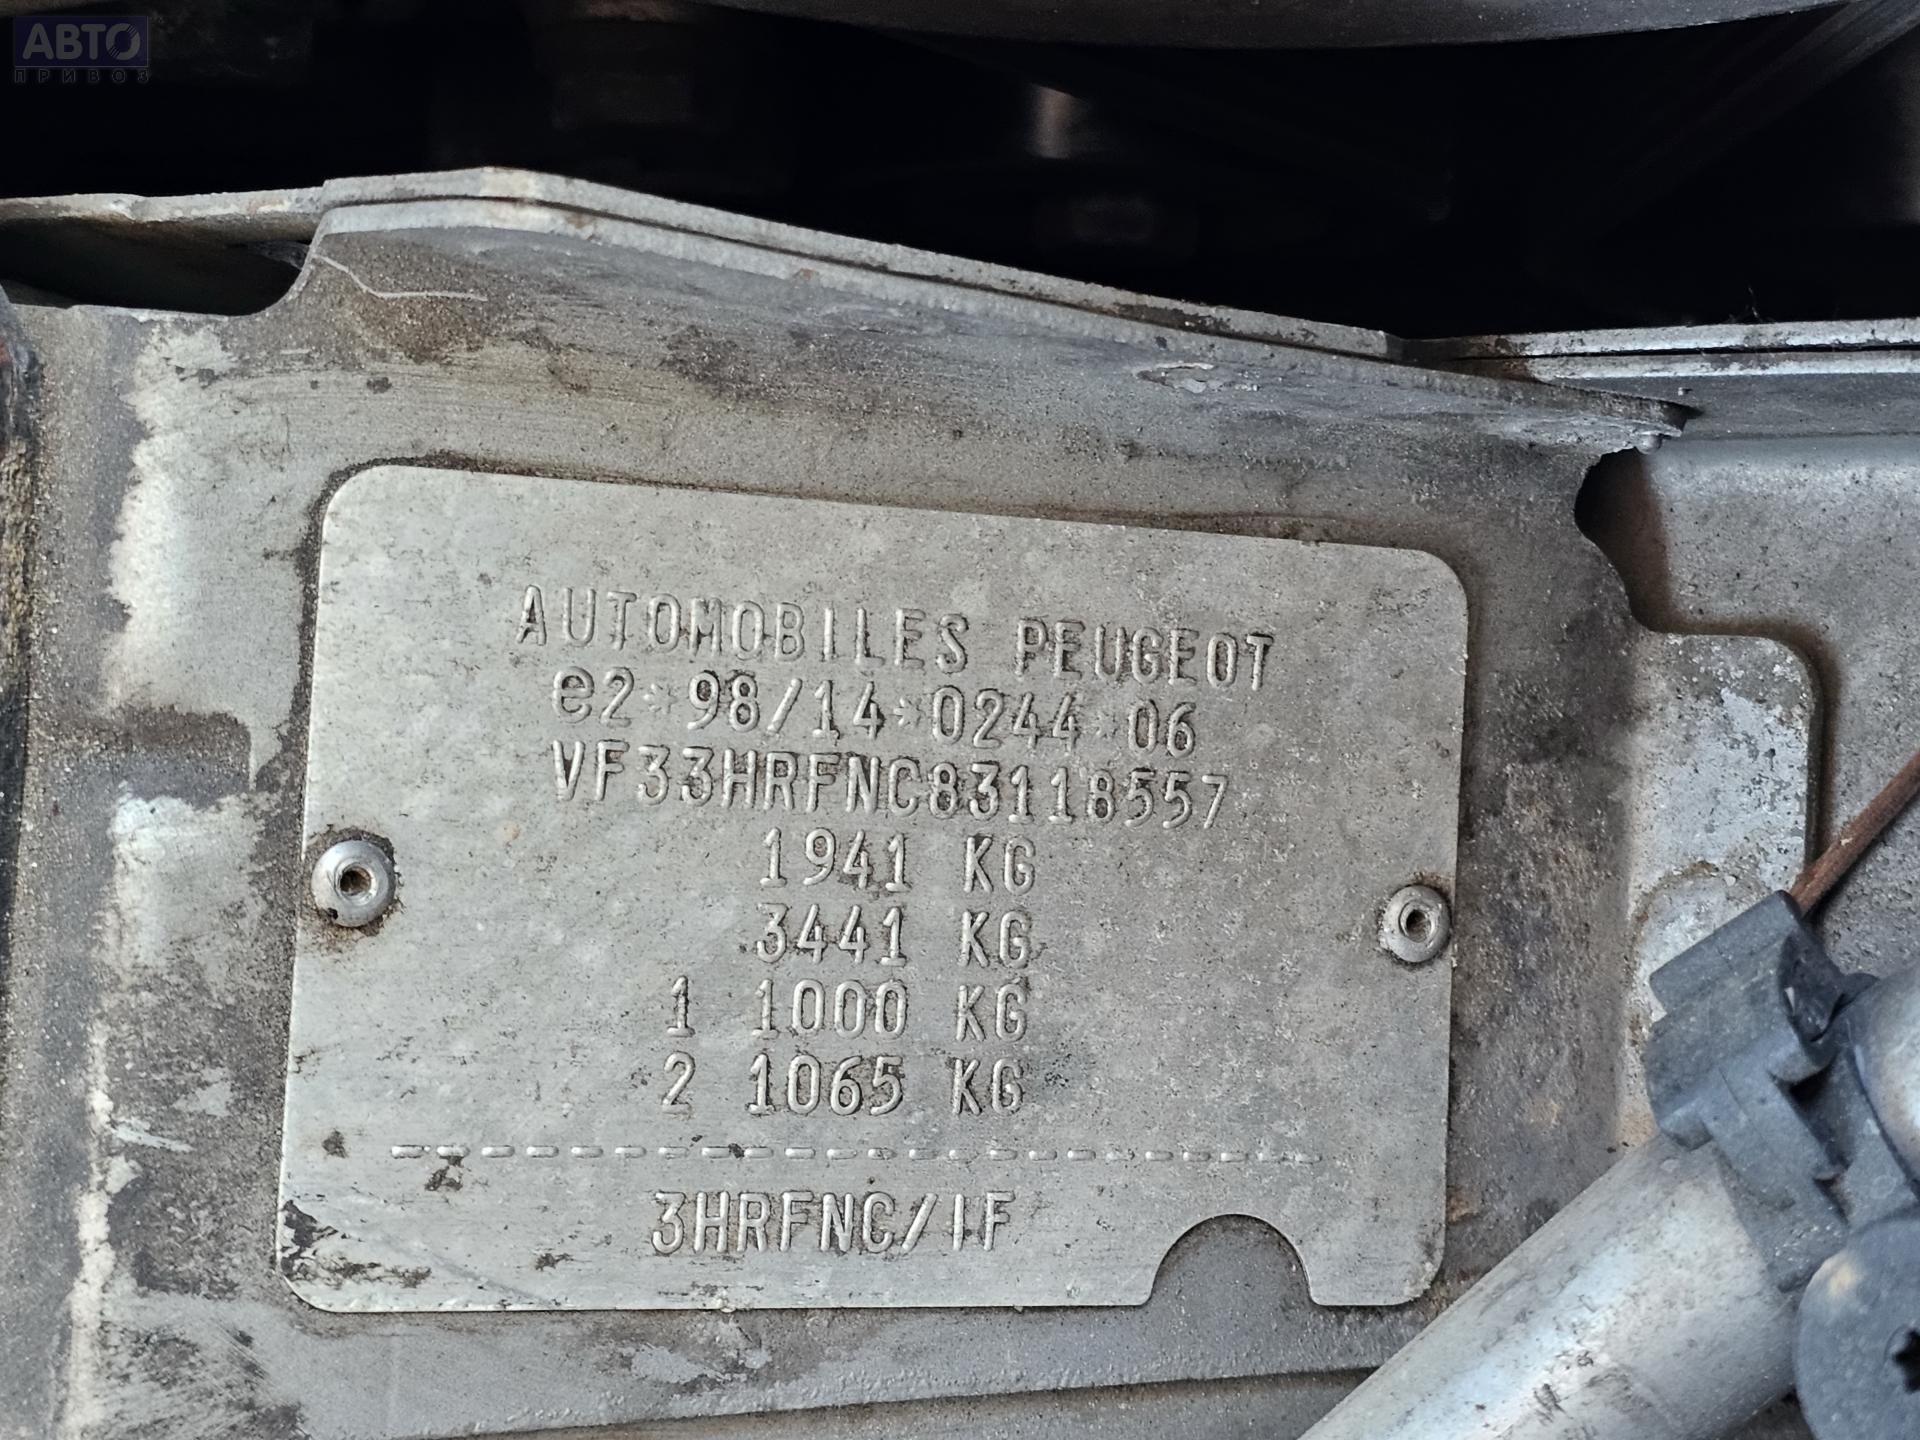 АВТО
ПРИВОЗ
AUTOMOBILES PEUGEOT
e2*98/14*0244*06
VF33HRFNC83118557
1941 KG
3441 KG
1 1000 KG
2 1065 KG
--------------------------
3HRFNC/IF